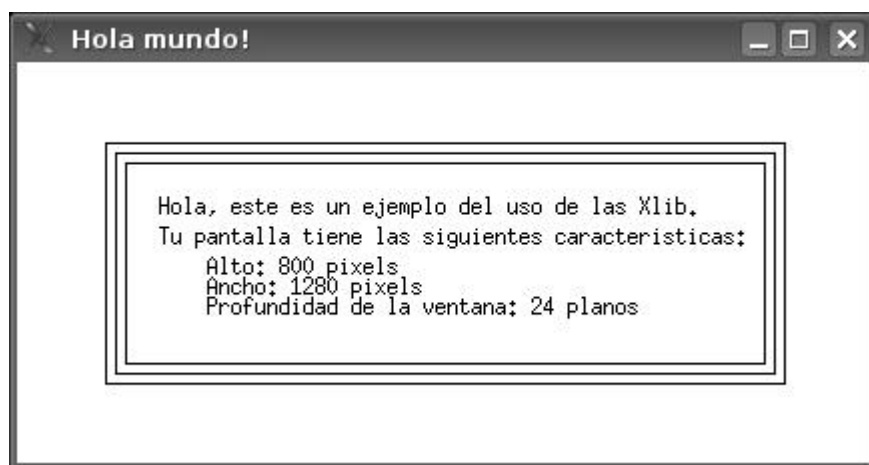 Hola mundo!
Hola, este es un ejemplo del uso de las Xlib.
Tu pantalla tiene las siguientes caracteristicas:
Alto: 800 pixels
Ancho: 1280 pixels
Profundidad de la ventana: 24 planos